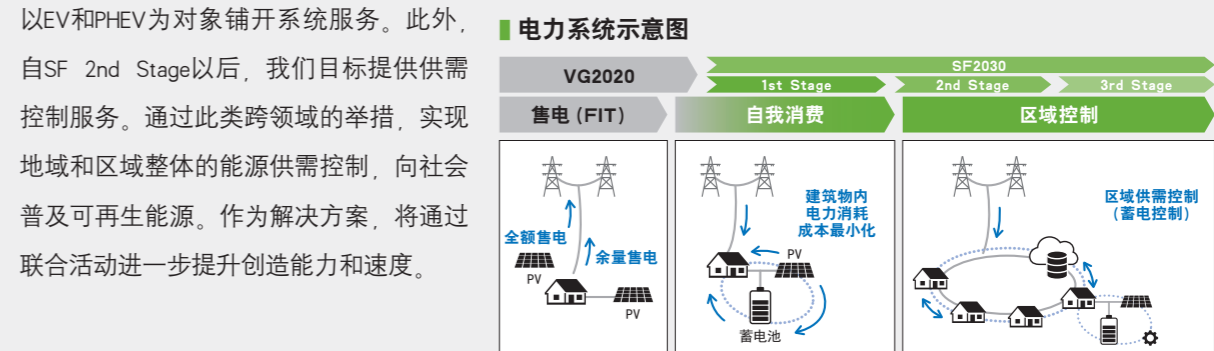 以EV和PHEV为对象铺开系统服务。此外，
自SF 2nd Stage以后，我们目标提供供需
控制服务。通过此类跨领域的举措，实现
地域和区域整体的能源供需控制，向社会
普及可再生能源。作为解决方案，将通过
联合活动进一步提升创造能力和速度。
电力系统示意图
VG2020
SF2030
1st Stage
2nd Stage
3rd Stage
售电（FIT）
自我消费
区域控制
全额售电
余量售电
PV
PV
建筑物内
电力消耗
成本最小化
PV
蓄电池
区域供需控制
（蓄电控制）